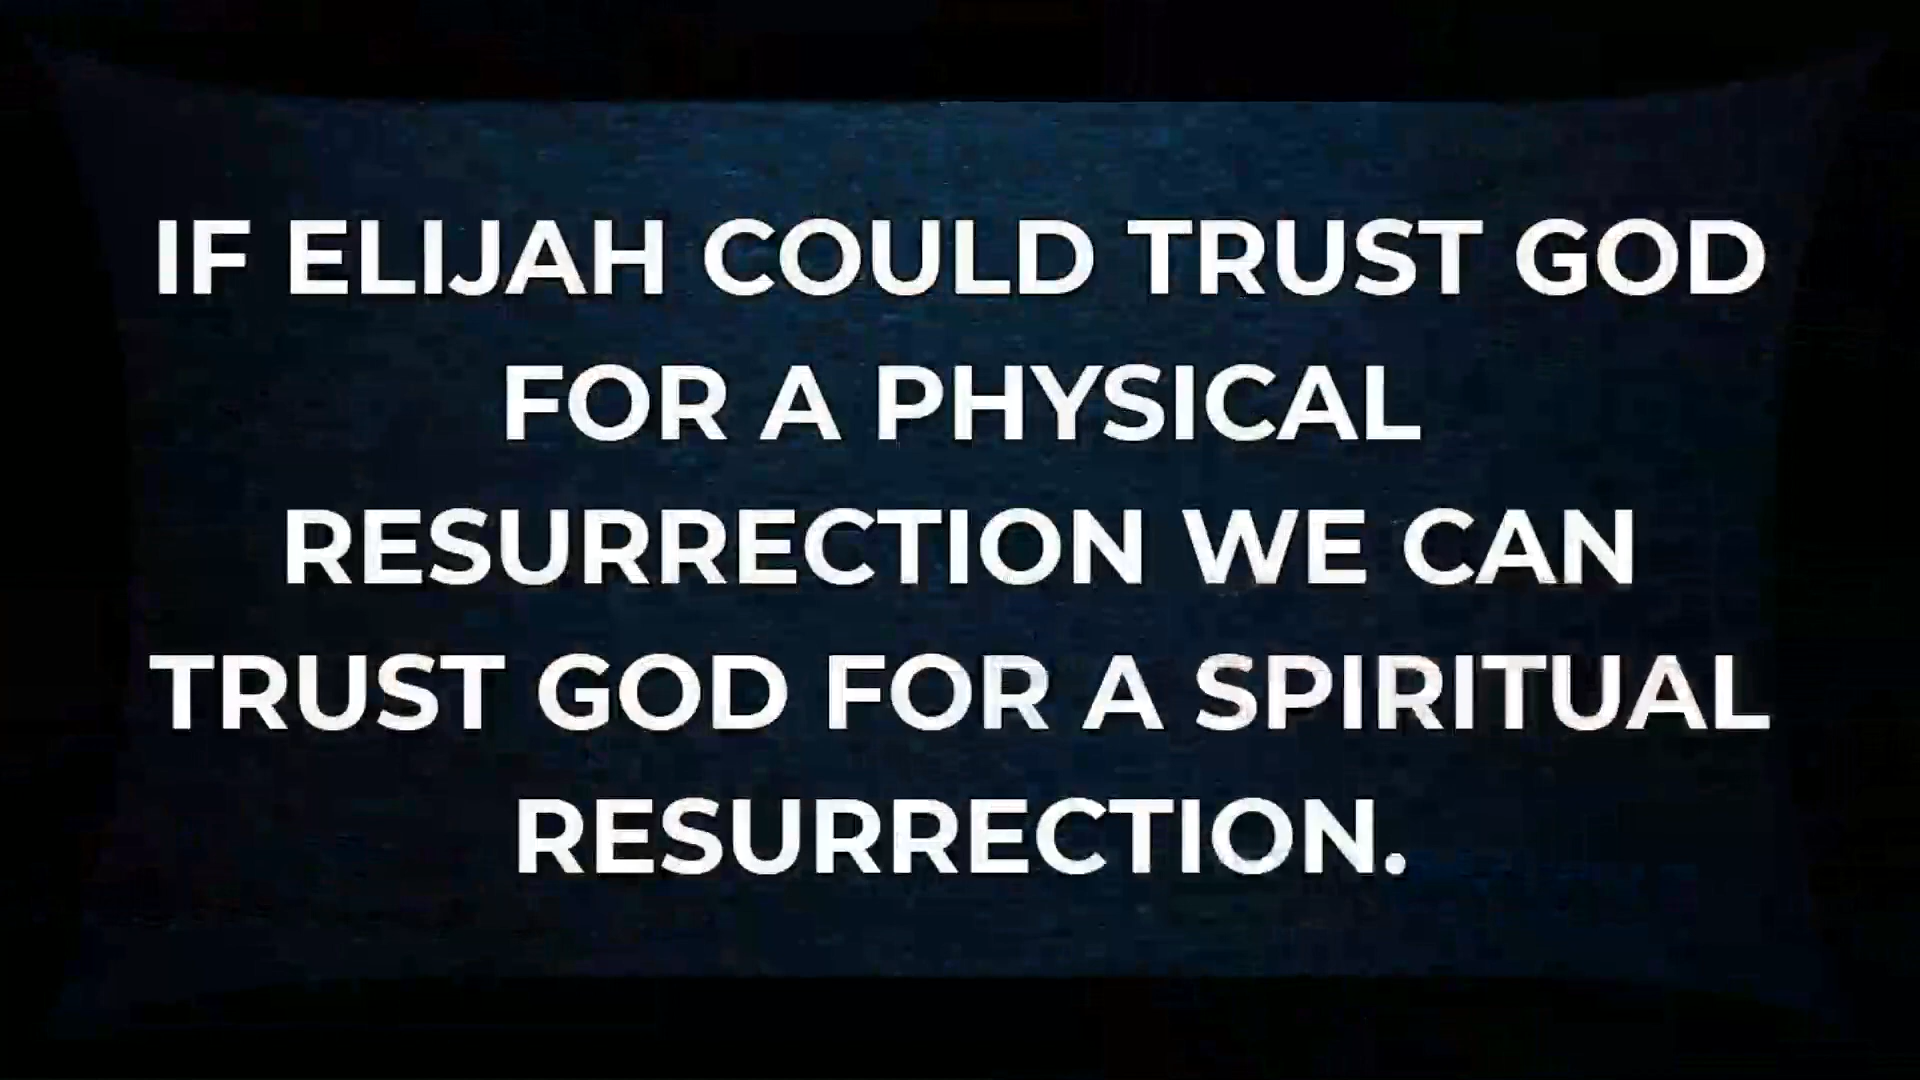 IF ELIJAH COULD TRUST GOD
FOR A PHYSICAL
RESURRECTION WE CAN
TRUST GOD FOR A SPIRITUAL
RESURRECTION.